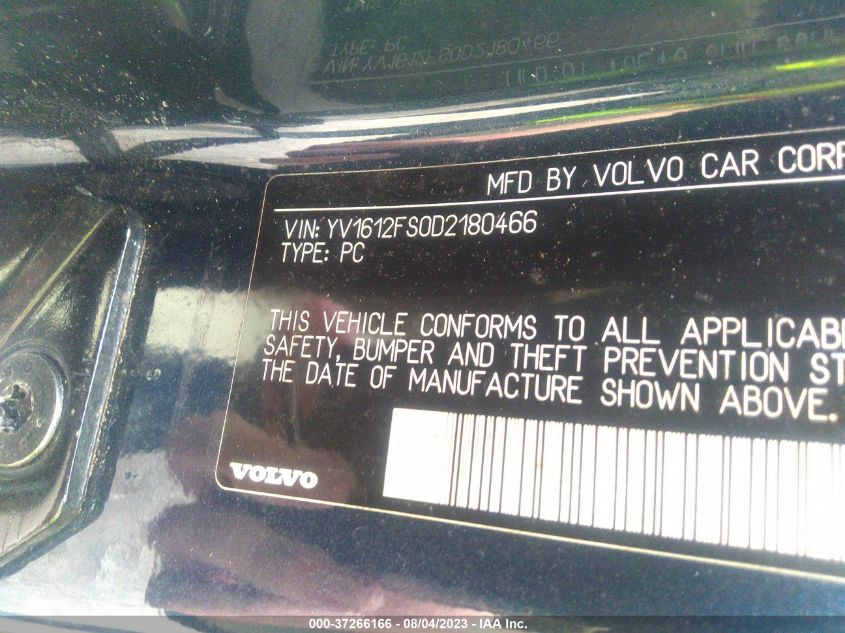 MFD BY VOLVO CAR CORP
VIN: YV1612FS0D2180466
TYPE: PC
THIS VEHICLE CONFORMS TO ALL APPLICAB
SAFETY, BUMPER AND THEFT PREVENTION ST
THE DATE OF MANUFACTURE SHOWN ABOVE.
VOLVO
000-37266166 - 08/04/2023 - IAA Inc.